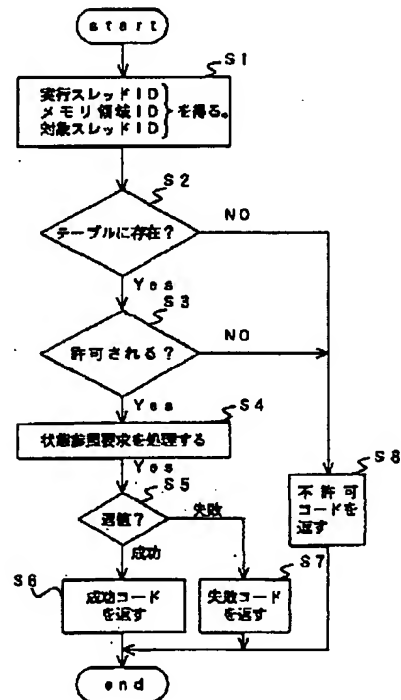 start
S1
実行スレッドID
メモリ領域ID
対象スレッドID
を得る。
S2
テーブルに存在?
NO
Yes
S3
許可される?
NO
Yes
S4
状態参照要求を処理する
Yes
S5
返値?
失敗
成功
S8
不許可
コードを
返す
S6
成功コード
を返す
S7
失敗コード
を返す
end